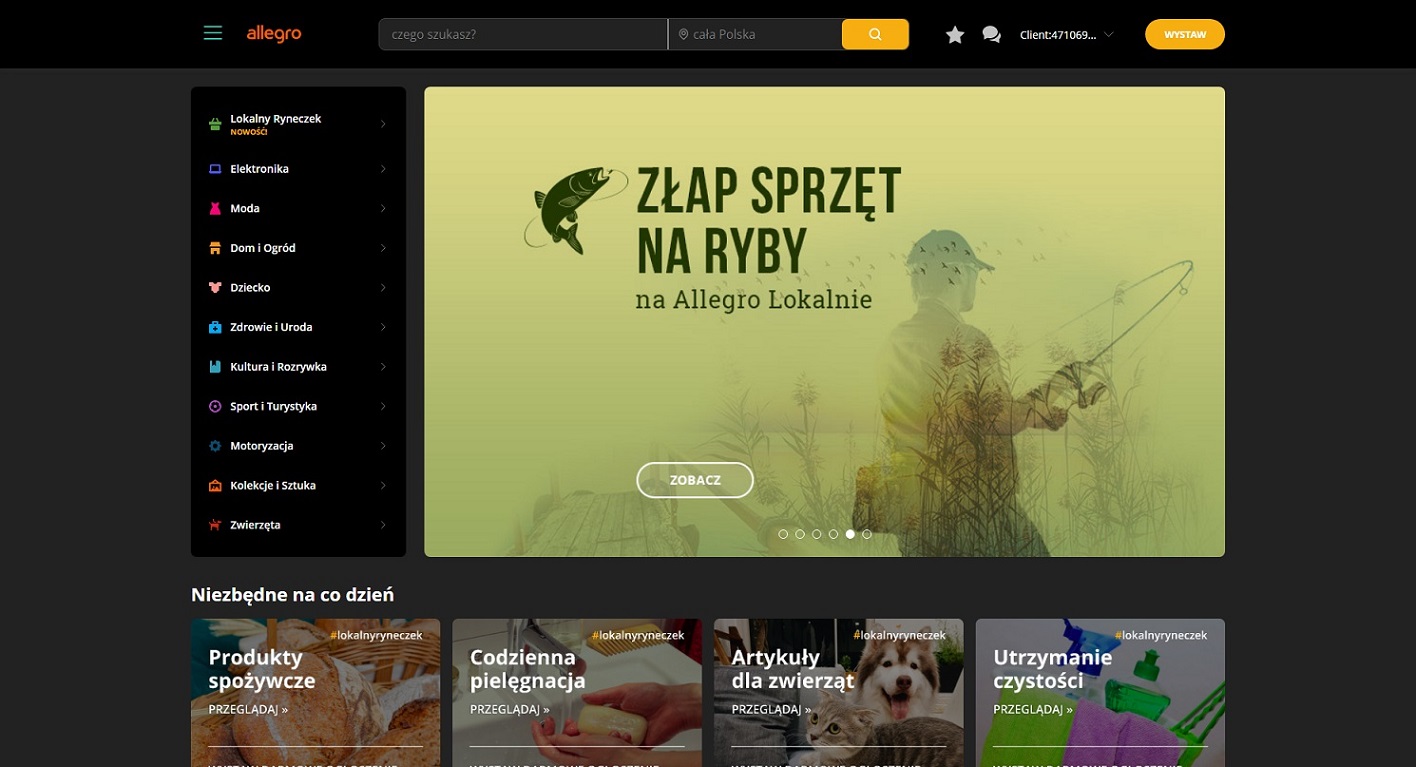 allegro
czego szukasz?
cała Polska
Client:471069...
WYSTAW
Lokalny Ryneczek
NOWOŚĆ!
Elektronika
Moda
Dom i Ogród
Dziecko
Zdrowie i Uroda
Kultura i Rozrywka
Sport i Turystyka
Motoryzacja
Kolekcje i Sztuka
Zwierzęta
ZŁAP SPRZĘT
NA RYBY
na Allegro Lokalnie
ZOBACZ
Niezbędne na co dzień
#lokalnyryneczek
Produkty
spożywcze
PRZEGLĄDAJ »
#lokalnyryneczek
Codzienna
pielęgnacja
PRZEGLĄDAJ »
#lokalnyryneczek
Artykuły
dla zwierząt
PRZEGLĄDAJ »
#lokalnyryneczek
Utrzymanie
czystości
PRZEGLĄDAJ »